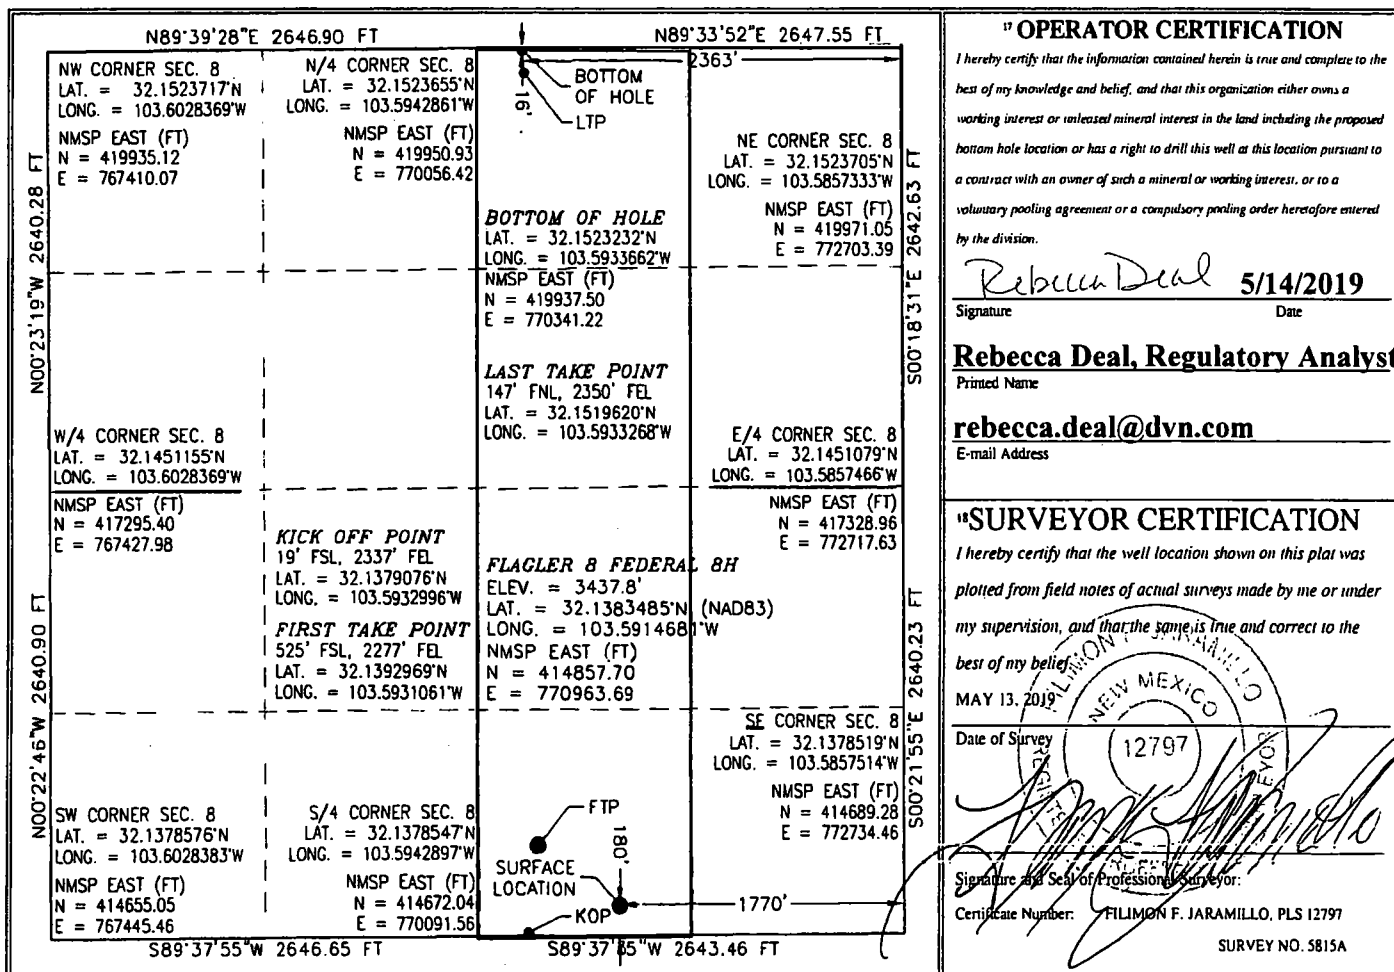 N89°39'28"E 2646.90 FT
N89°33'52"E 2647.55 FT
NW CORNER SEC. 8
LAT. = 32.1523717°N
LONG. = 103.6028369°W
NMSP EAST (FT)
N = 419935.12
E = 767410.07
N/4 CORNER SEC. 8
LAT. = 32.1523655°N
LONG. = 103.5942861°W
NMSP EAST (FT)
N = 419950.93
E = 770056.42
2363'
16'
BOTTOM
OF HOLE
LTP
NE CORNER SEC. 8
LAT. = 32.1523705°N
LONG. = 103.5857333°W
NMSP EAST (FT)
N = 419971.05
E = 772703.39
N00°23'19"W 2640.28 FT
S00°18'31"E 2642.63 FT
BOTTOM OF HOLE
LAT. = 32.1523232°N
LONG. = 103.5933662°W
NMSP EAST (FT)
N = 419937.50
E = 770341.22
LAST TAKE POINT
147' FNL, 2350' FEL
LAT. = 32.1519620°N
LONG. = 103.5933268°W
W/4 CORNER SEC. 8
LAT. = 32.1451155°N
LONG. = 103.6028369°W
NMSP EAST (FT)
N = 417295.40
E = 767427.98
E/4 CORNER SEC. 8
LAT. = 32.1451079°N
LONG. = 103.5857466°W
NMSP EAST (FT)
N = 417328.96
E = 772717.63
KICK OFF POINT
19' FSL, 2337' FEL
LAT. = 32.1379076°N
LONG. = 103.5932996°W
FIRST TAKE POINT
525' FSL, 2277' FEL
LAT. = 32.1392969°N
LONG. = 103.5931061°W
FLAGLER 8 FEDERAL 8H
ELEV. = 3437.8'
LAT. = 32.1383485°N (NAD83)
LONG. = 103.5914681°W
NMSP EAST (FT)
N = 414857.70
E = 770963.69
N00°22'46"W 2640.90 FT
S00°21'55"E 2640.23 FT
SE CORNER SEC. 8
LAT. = 32.1378519°N
LONG. = 103.5857514°W
NMSP EAST (FT)
N = 414689.28
E = 772734.46
SW CORNER SEC. 8
LAT. = 32.1378576°N
LONG. = 103.6028383°W
NMSP EAST (FT)
N = 414655.05
E = 767445.46
S/4 CORNER SEC. 8
LAT. = 32.1378547°N
LONG. = 103.5942897°W
NMSP EAST (FT)
N = 414672.04
E = 770091.56
FTP
SURFACE
LOCATION
180'
1770'
KOP
S89°37'55"W 2646.65 FT
S89°37'55"W 2643.46 FT
17 OPERATOR CERTIFICATION
I hereby certify that the information contained herein is true and complete to the
best of my knowledge and belief, and that this organization either owns a
working interest or unleased mineral interest in the land including the proposed
bottom hole location or has a right to drill this well at this location pursuant to
a contract with an owner of such a mineral or working interest, or to a
voluntary pooling agreement or a compulsory pooling order heretofore entered
by the division.
Rebecca Deal 5/14/2019
Signature Date
Rebecca Deal, Regulatory Analyst
Printed Name
rebecca.deal@dvn.com
E-mail Address
18 SURVEYOR CERTIFICATION
I hereby certify that the well location shown on this plat was
plotted from field notes of actual surveys made by me or under
my supervision, and that the same is true and correct to the
best of my belief.
MAY 13, 2019
Date of Survey
FILIMON F. JARAMILLO
NEW MEXICO
12797
Signature and Seal of Professional Surveyor:
Certificate Number: FILIMON F. JARAMILLO, PLS 12797
SURVEY NO. 5815A